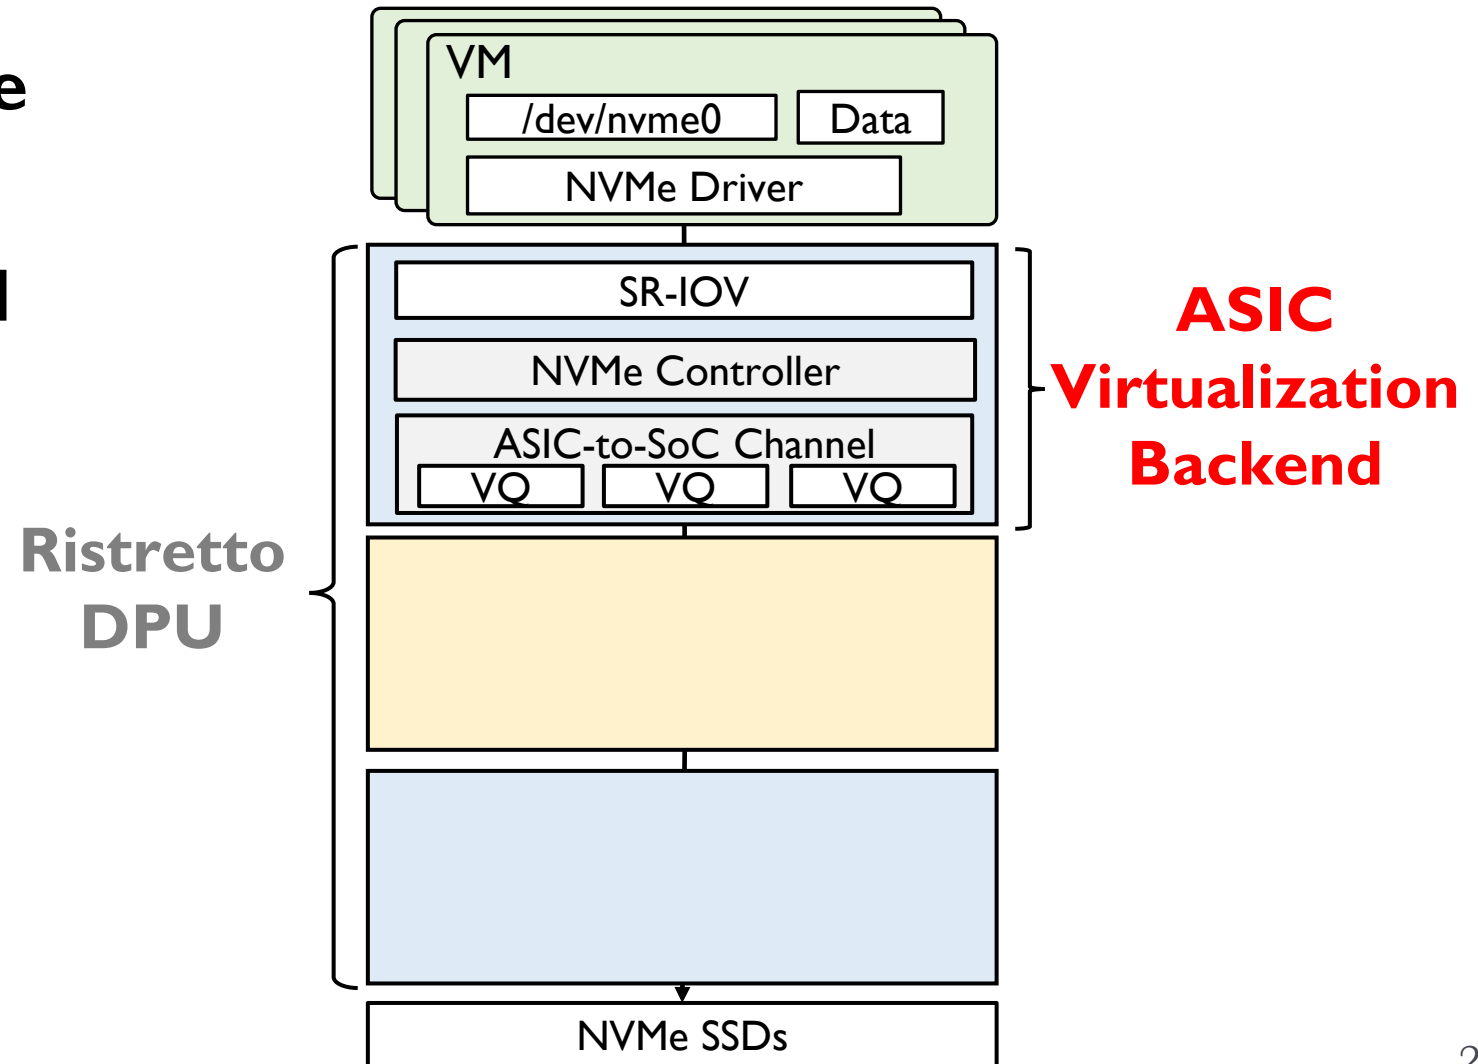 VM
/dev/nvme0
Data
NVMe Driver
SR-IOV
NVMe Controller
ASIC-to-SoC Channel
VQ VQ VQ
ASIC
Virtualization
Backend
Ristretto
DPU
NVMe SSDs